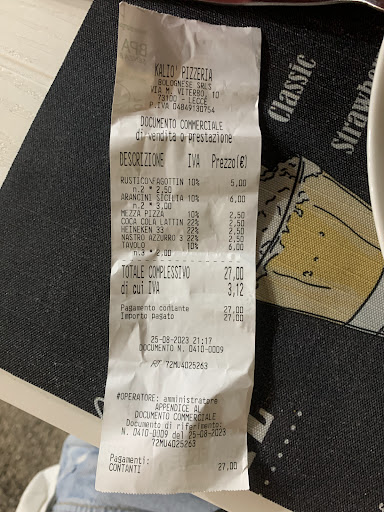 KALIO' PIZZERIA
BOLOGNESE SRLS
VIA M. VITERBO, 10
73100 - LECCE
P.IVA 04849130754
DOCUMENTO COMMERCIALE
di vendita o prestazione
DESCRIZIONE IVA Prezzo(€)
RUSTICO\FAGOTTIN 10% 5,00
n.2 * 2,50
ARANCINI SICILIA 10% 6,00
n.2 * 3,00
MEZZA PIZZA 10% 2,50
COCA COLA LATTIN 22% 2,50
HEINEKEN 33 22% 2,50
NASTRO AZZURRO 3 22% 2,50
TAVOLO 10% 6,00
n.3 * 2,00
TOTALE COMPLESSIVO 27,00
di cui IVA 3,12
Pagamento contante 27,00
Importo pagato 27,00
25-08-2023 21:17
DOCUMENTO N. 0410-0009
RT 72MU4025263
#OPERATORE: amministratore
APPENDICE AL
DOCUMENTO COMMERCIALE
Documento di riferimento:
N. 0410-0009 del 25-08-2023
72MU4025263
Pagamenti:
CONTANTI 27,00
Classic
Strawbe